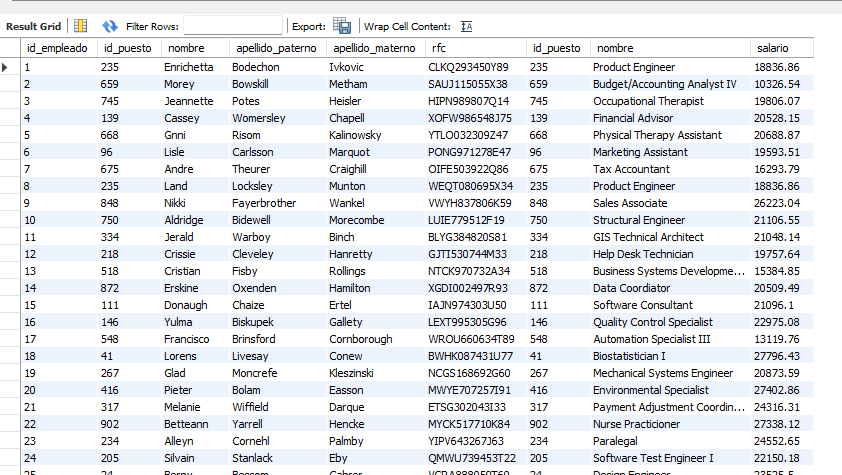 Result Grid Filter Rows: Export: Wrap Cell Content:
id_empleado id_puesto nombre apellido_paterno apellido_materno rfc id_puesto nombre salario
1 235 Enrichetta Bodechon Ivkovic CLKQ293450Y89 235 Product Engineer 18836.86
2 659 Morey Bowskill Metham SAUJ115055X38 659 Budget/Accounting Analyst IV 10326.54
3 745 Jeannette Potes Heisler HIPN989807Q14 745 Occupational Therapist 19806.07
4 139 Cassey Womersley Chapell XOFW986548J75 139 Financial Advisor 20528.15
5 668 Gnni Risom Kalinowsky YTLO032309Z47 668 Physical Therapy Assistant 20688.87
6 96 Lisle Carlsson Marquot PONG971278E47 96 Marketing Assistant 19593.51
7 675 Andre Theurer Craighill OIFE503922Q86 675 Tax Accountant 16293.79
8 235 Land Locksley Munton WEQT080695X34 235 Product Engineer 18836.86
9 848 Nikki Fayerbrother Wankel VWYH837806K59 848 Sales Associate 26223.04
10 750 Aldridge Bidewell Morecombe LUIE779512F19 750 Structural Engineer 21106.55
11 334 Jerald Warboy Binch BLYG384820S81 334 GIS Technical Architect 21048.14
12 218 Crissie Cleveley Hanretty GJTI530744M33 218 Help Desk Technician 19757.64
13 518 Cristian Fisby Rollings NTCK970732A34 518 Business Systems Developme... 15384.85
14 872 Erskine Oxenden Hamilton XGDI002497R93 872 Data Coordiator 20509.49
15 111 Donaugh Chaize Ertel IAJN974303U50 111 Software Consultant 21096.1
16 146 Yulma Biskupek Gallety LEXT995305G96 146 Quality Control Specialist 22975.08
17 548 Francisco Brinsford Cornborough WROU660634T89 548 Automation Specialist III 13119.76
18 41 Lorens Livesay Conew BWHK087431U77 41 Biostatistician I 27796.43
19 267 Glad Moncrefe Kleszinski NCGS168692G60 267 Mechanical Systems Engineer 20873.59
20 416 Pieter Bolam Easson MWYE707257I91 416 Environmental Specialist 27402.86
21 317 Melanie Wiffield Darque ETSG302043I33 317 Payment Adjustment Coordin... 24316.31
22 902 Betteann Yarrell Hencke MYCK517710K84 902 Nurse Practicioner 27338.12
23 234 Alleyn Cornehl Palmby YIPV643267J63 234 Paralegal 24552.65
24 205 Silvain Stanlack Eby QMWU739453T22 205 Software Test Engineer I 22150.18